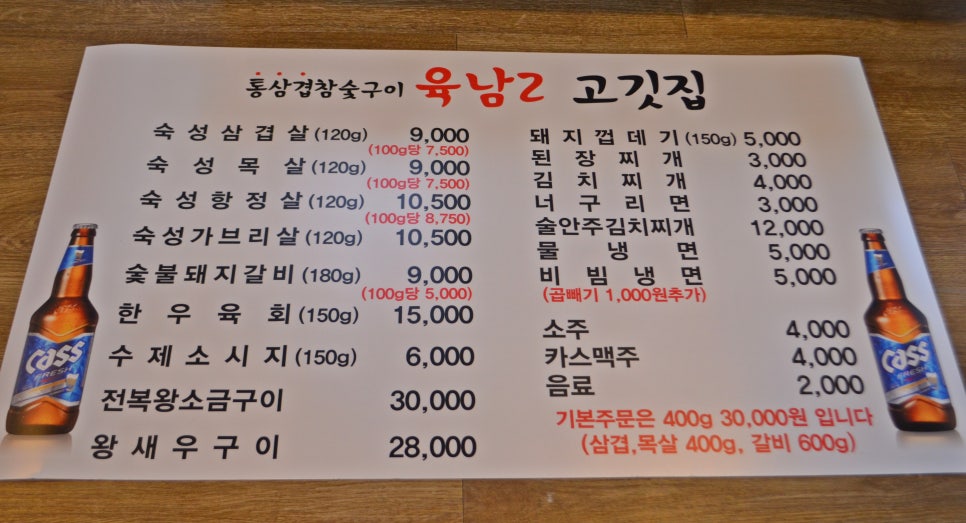 통삼겹참숯구이 육남2 고깃집
숙성삼겹살(120g) 9,000
(100g당 7,500)
숙성목살(120g) 9,000
(100g당 7,500)
숙성항정살(120g) 10,500
(100g당 8,750)
숙성가브리살(120g) 10,500
숯불돼지갈비(180g) 9,000
(100g당 5,000)
한우육회(150g) 15,000
수제소시지(150g) 6,000
전복왕소금구이 30,000
왕새우구이 28,000
돼지껍데기(150g) 5,000
된장찌개 3,000
김치찌개 4,000
너구리면 3,000
술안주김치찌개 12,000
물냉면 5,000
비빔냉면 5,000
(곱빼기 1,000원추가)
소주 4,000
카스맥주 4,000
음료 2,000
기본주문은 400g 30,000원 입니다
(삼겹,목살 400g, 갈비 600g)
Cass
FRESH
Cass
FRESH